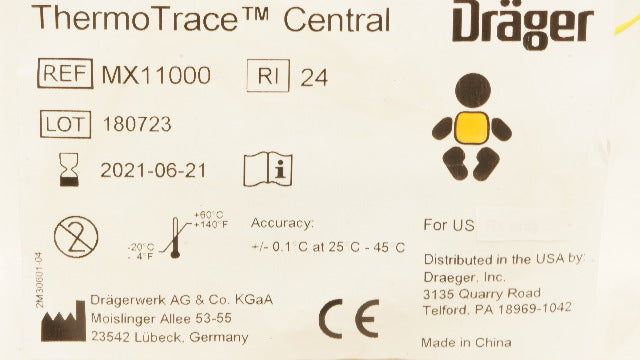 ThermoTrace™ Central
Dräger
REF MX11000 RI 24
LOT 180723
2021-06-21 i
2
+60°C
+140°F
-20°C
-4°F
Accuracy:
+/- 0.1°C at 25°C - 45°C
For US
2M30601-04
Drägerwerk AG & Co. KGaA
Moislinger Allee 53-55
23542 Lübeck, Germany
CE
Distributed in the USA by:
Draeger, Inc.
3135 Quarry Road
Telford, PA 18969-1042
Made in China